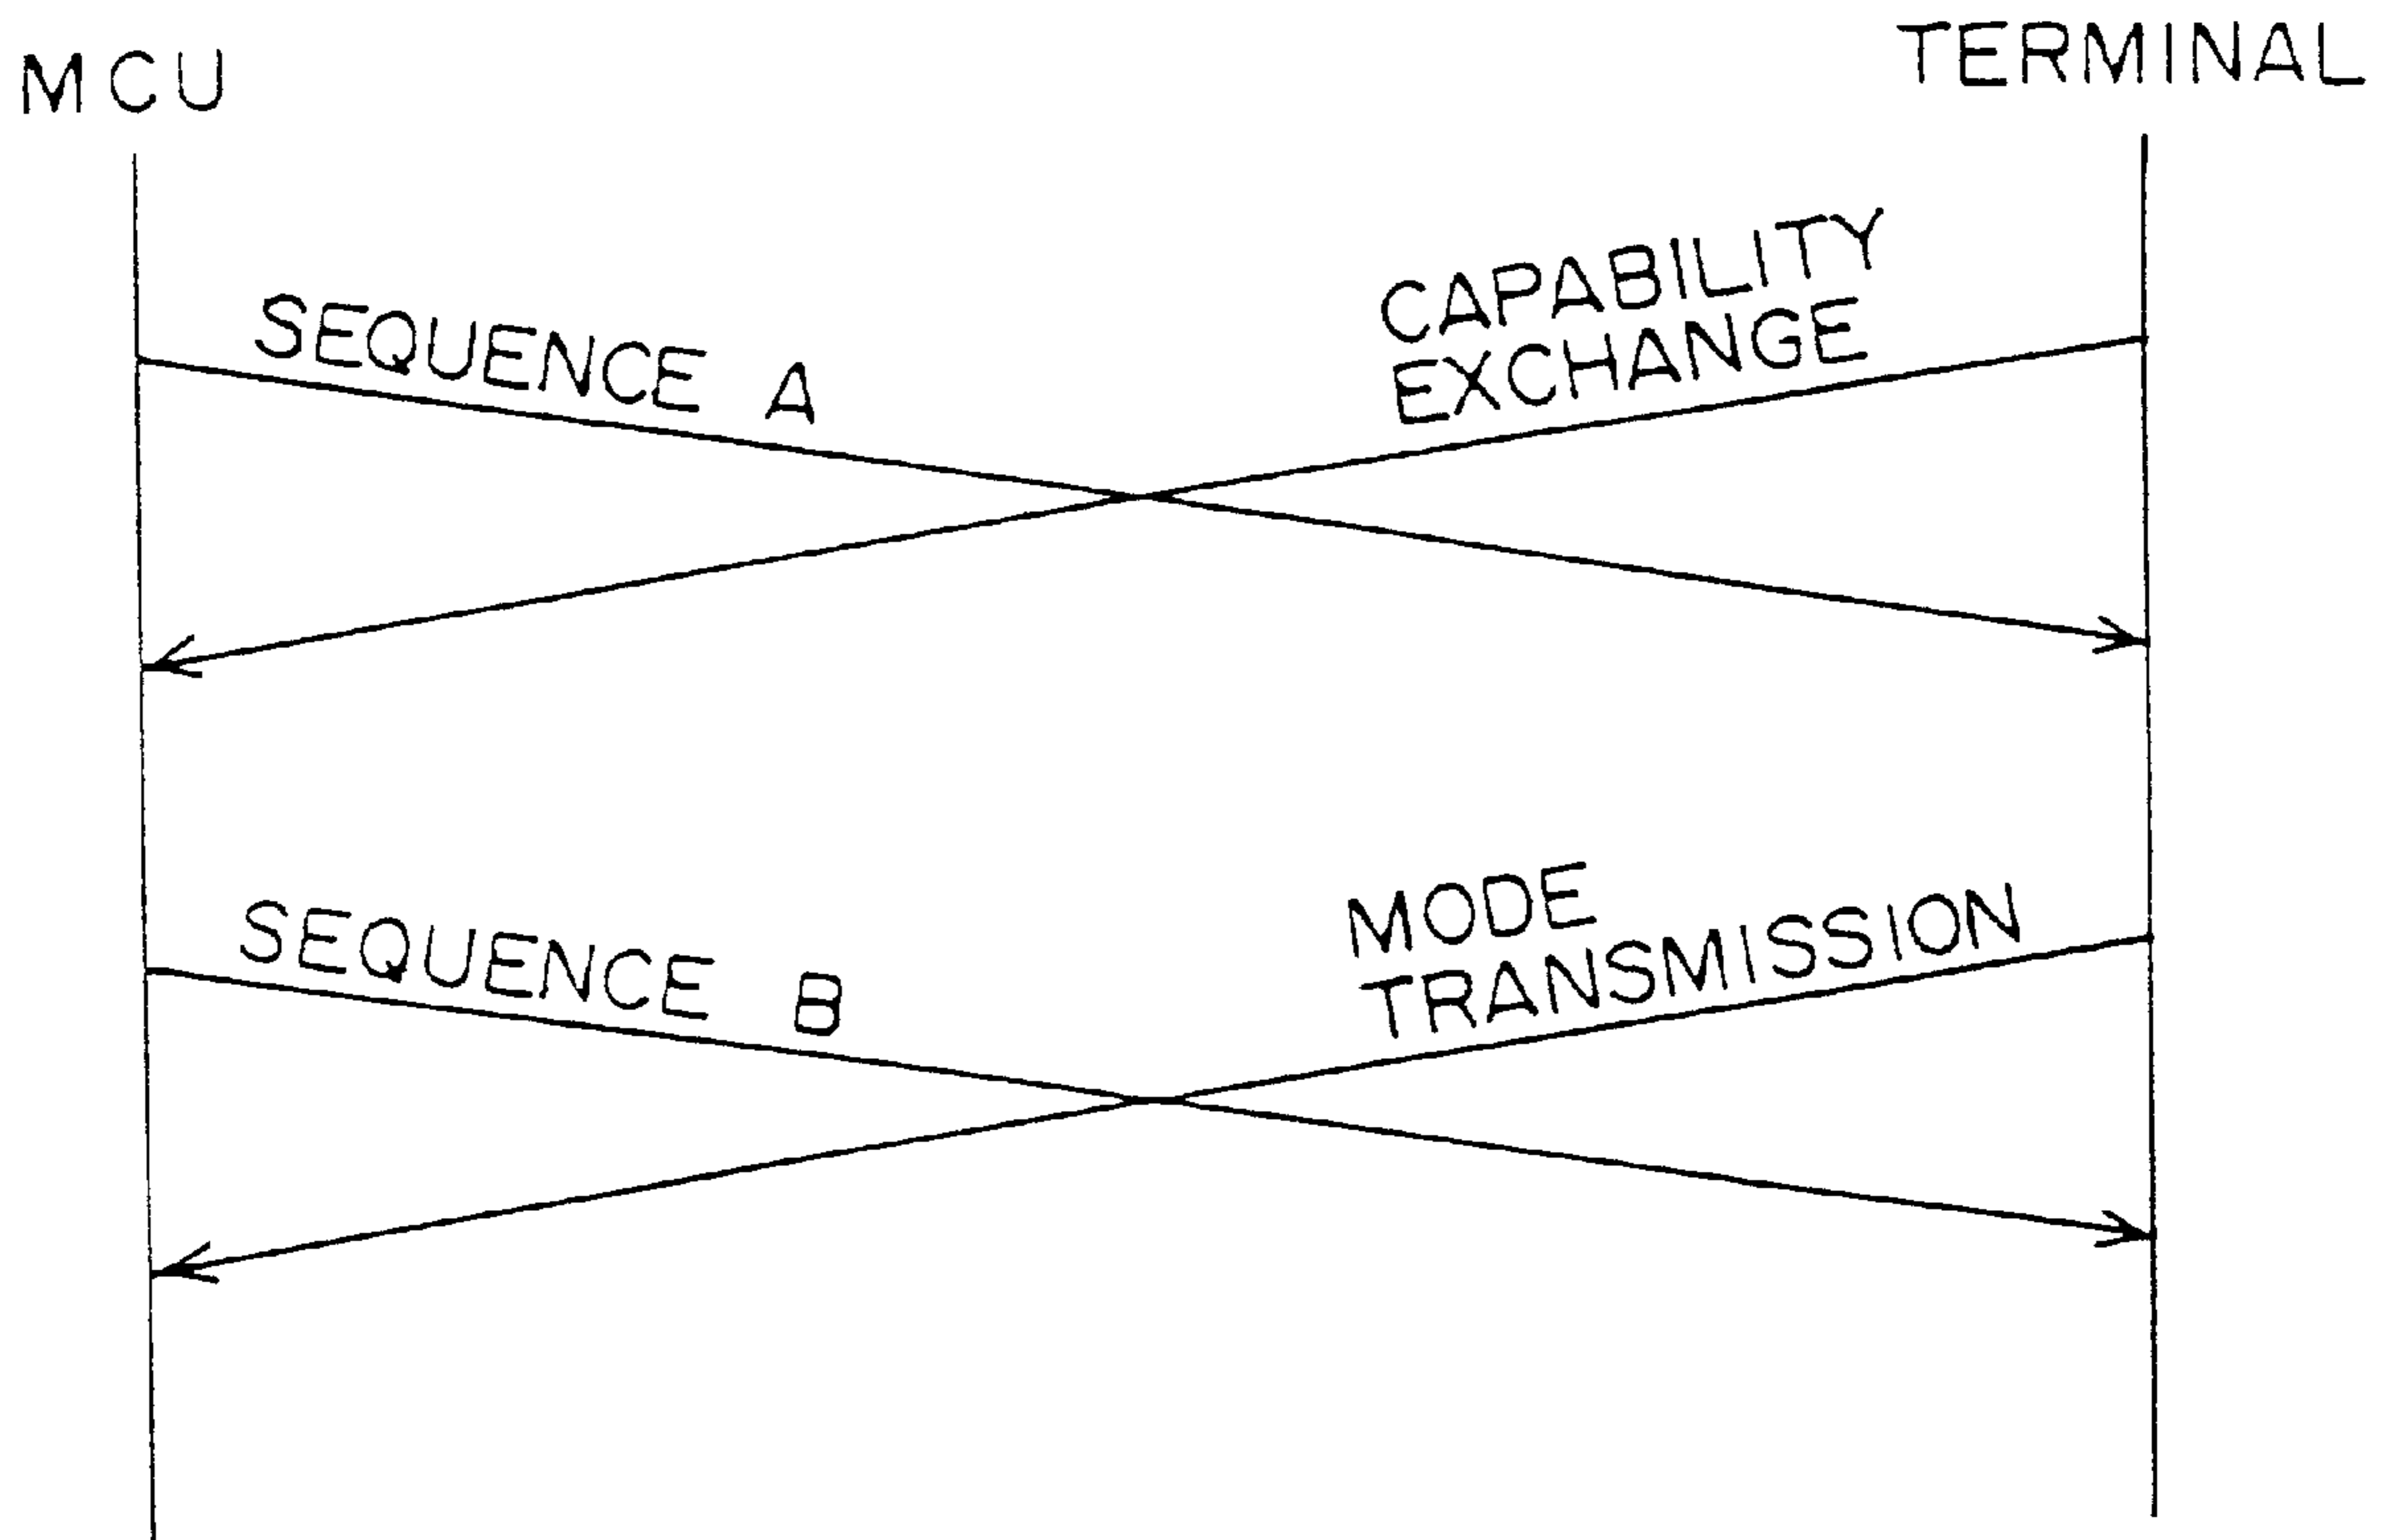 MCU
TERMINAL
SEQUENCE A
CAPABILITY
EXCHANGE
SEQUENCE B
MODE
TRANSMISSION